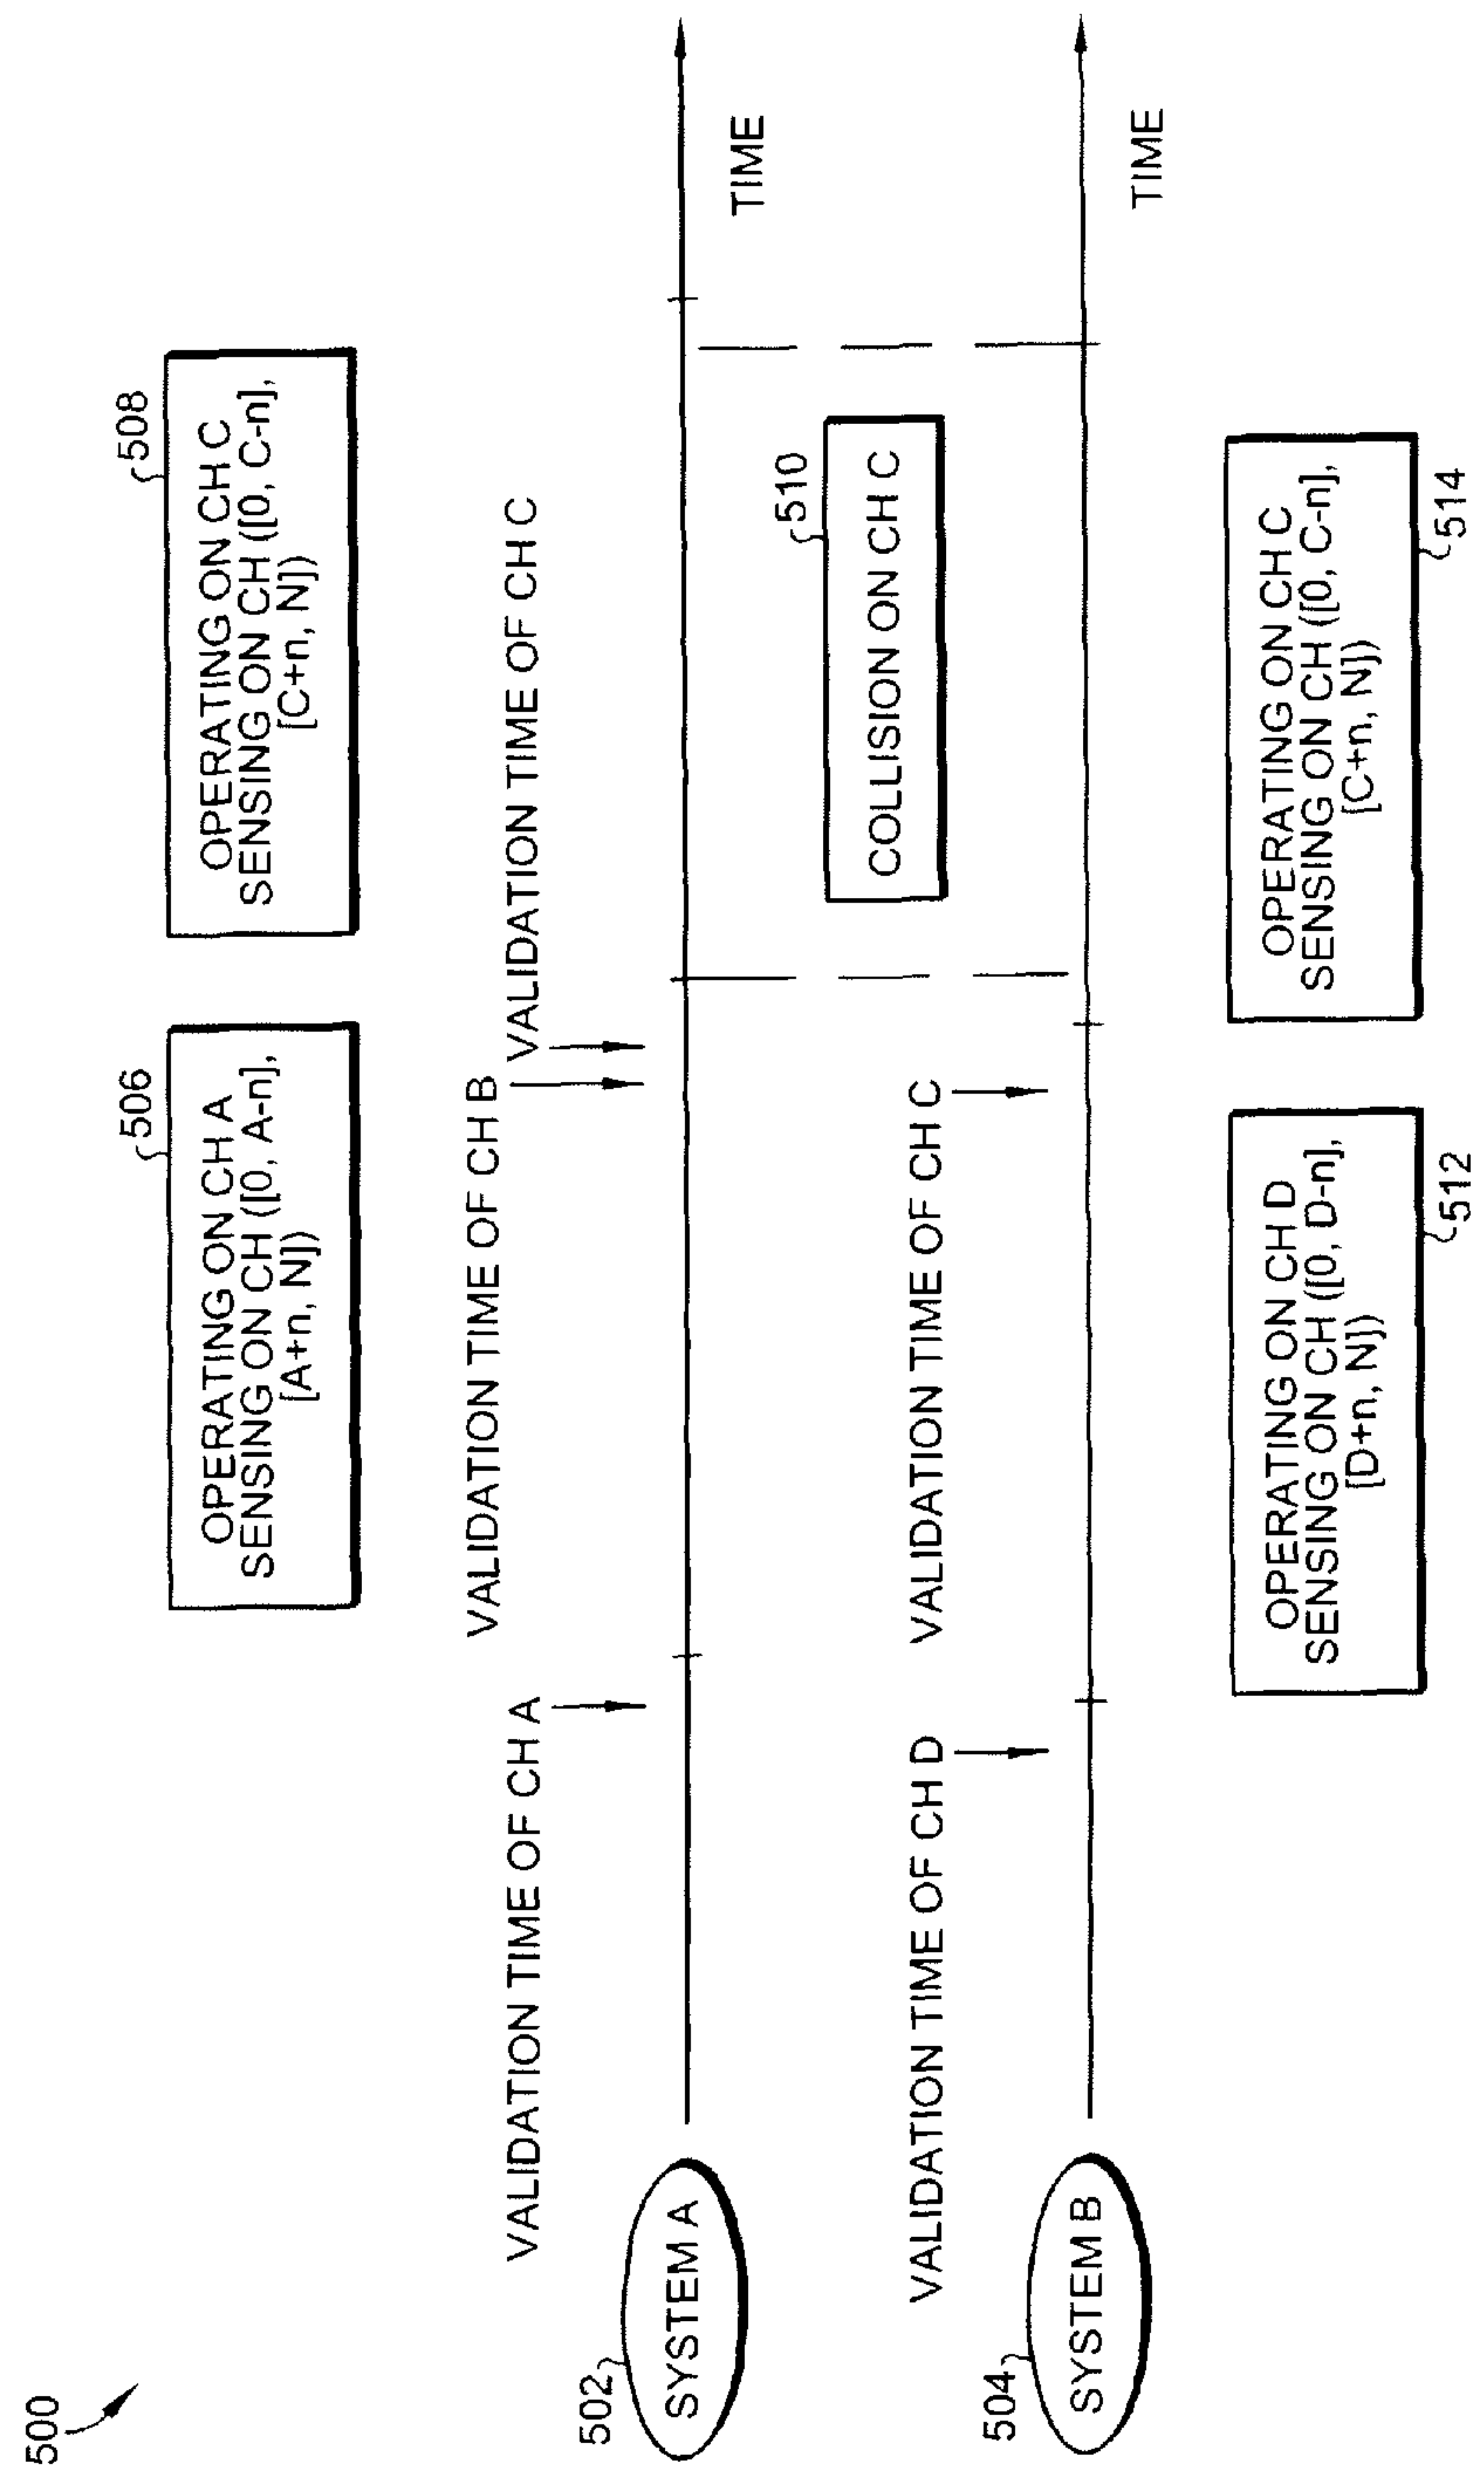 500
506
OPERATING ON CH A
SENSING ON CH ([0, A-n],
[A+n, N])
508
OPERATING ON CH C
SENSING ON CH ([0, C-n],
[C+n, N])
VALIDATION TIME OF CH A
VALIDATION TIME OF CH B
VALIDATION TIME OF CH C
502
SYSTEM A
TIME
510
COLLISION ON CH C
VALIDATION TIME OF CH D
VALIDATION TIME OF CH C
504
SYSTEM B
TIME
OPERATING ON CH D
SENSING ON CH ([0, D-n],
[D+n, N])
512
OPERATING ON CH C
SENSING ON CH ([0, C-n],
[C+n, N])
514